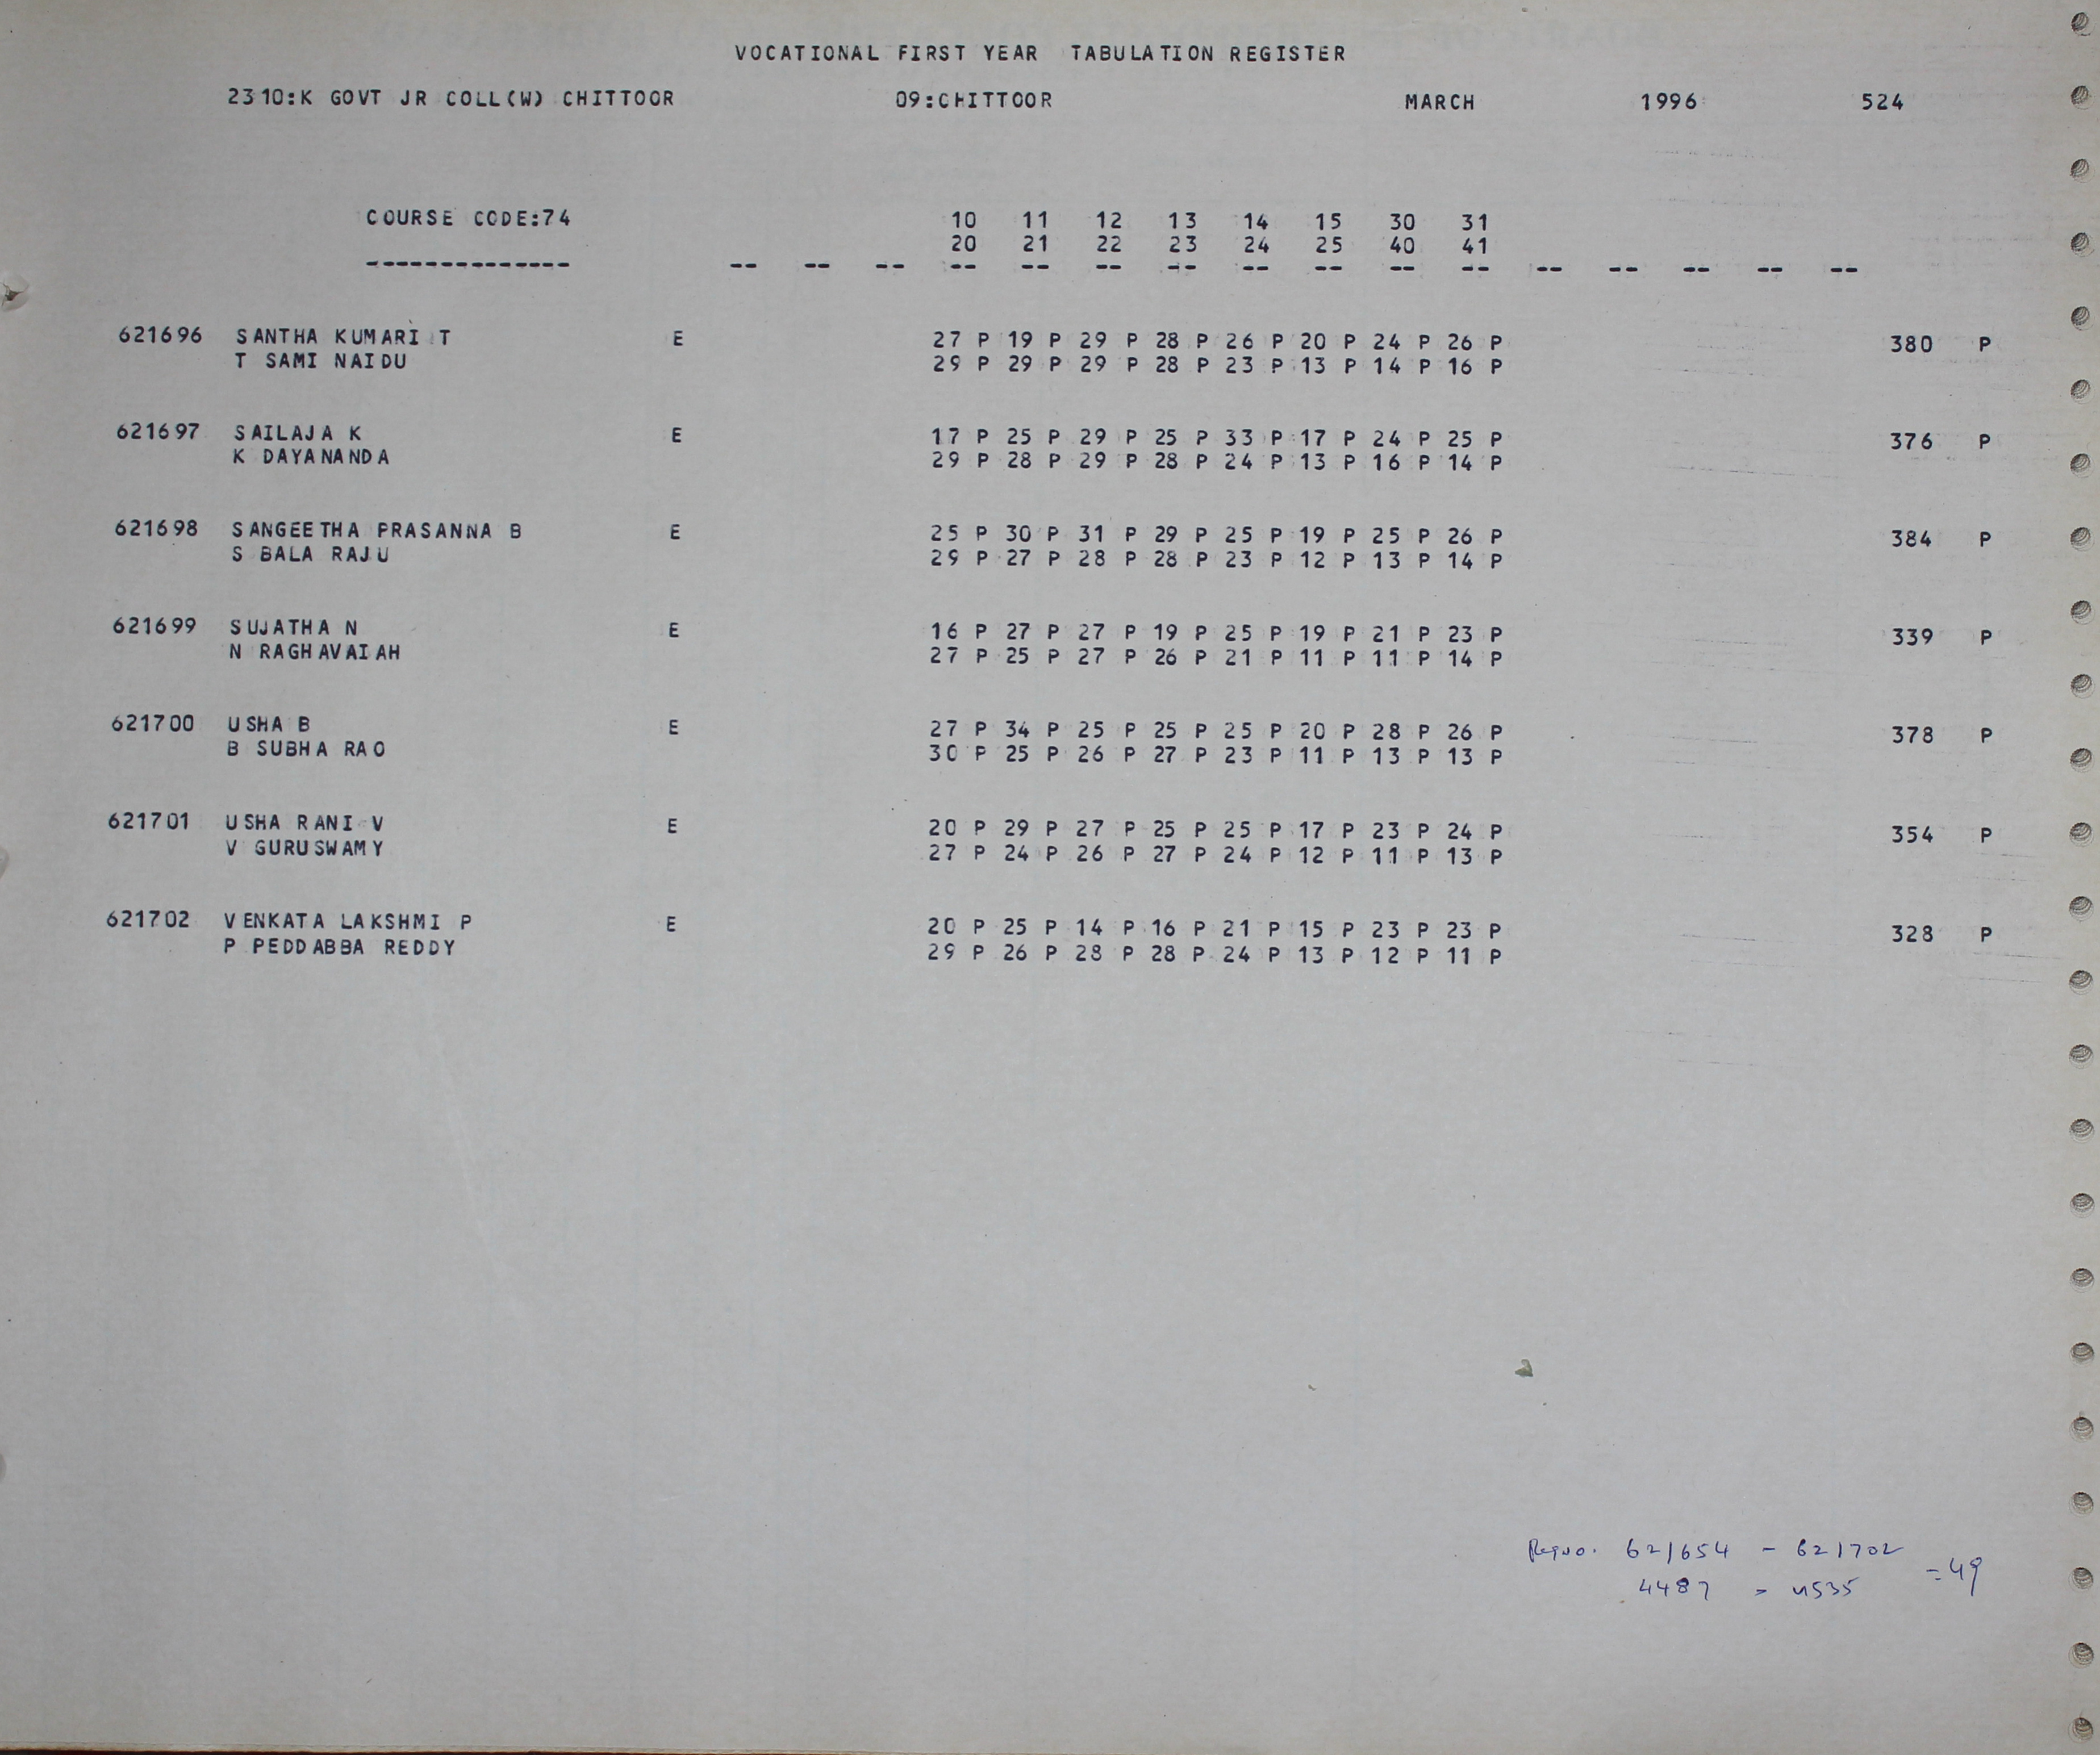 VOCATIONAL FIRST YEAR TABULATION REGISTER
2310:K GOVT JR COLL(W) CHITTOOR 09:CHITTOOR MARCH 1996 524
COURSE CODE:74 10 11 12 13 14 15 30 31
20 21 22 23 24 25 40 41
-------------- -- -- -- -- -- -- -- -- -- -- -- -- -- -- -- --
621696 SANTHA KUMARI T E 27 P 19 P 29 P 28 P 26 P 20 P 24 P 26 P 380 P
T SAMI NAIDU 29 P 29 P 29 P 28 P 23 P 13 P 14 P 16 P
621697 SAILAJA K E 17 P 25 P 29 P 25 P 33 P 17 P 24 P 25 P 376 P
K DAYANANDA 29 P 28 P 29 P 28 P 24 P 13 P 16 P 14 P
621698 SANGEETHA PRASANNA B E 25 P 30 P 31 P 29 P 25 P 19 P 25 P 26 P 384 P
S BALA RAJU 29 P 27 P 28 P 28 P 23 P 12 P 13 P 14 P
621699 SUJATHA N E 16 P 27 P 27 P 19 P 25 P 19 P 21 P 23 P 339 P
N RAGHAVAIAH 27 P 25 P 27 P 26 P 21 P 11 P 11 P 14 P
621700 USHA B E 27 P 34 P 25 P 25 P 25 P 20 P 28 P 26 P 378 P
B SUBHA RAO 30 P 25 P 26 P 27 P 23 P 11 P 13 P 13 P
621701 USHA RANI V E 20 P 29 P 27 P 25 P 25 P 17 P 23 P 24 P 354 P
V GURUSWAMY 27 P 24 P 26 P 27 P 24 P 12 P 11 P 13 P
621702 VENKATA LAKSHMI P E 20 P 25 P 14 P 16 P 21 P 15 P 23 P 23 P 328 P
P PEDDABBA REDDY 29 P 26 P 28 P 28 P 24 P 13 P 12 P 11 P
621654 - 621702 = 49
4487 - 4535